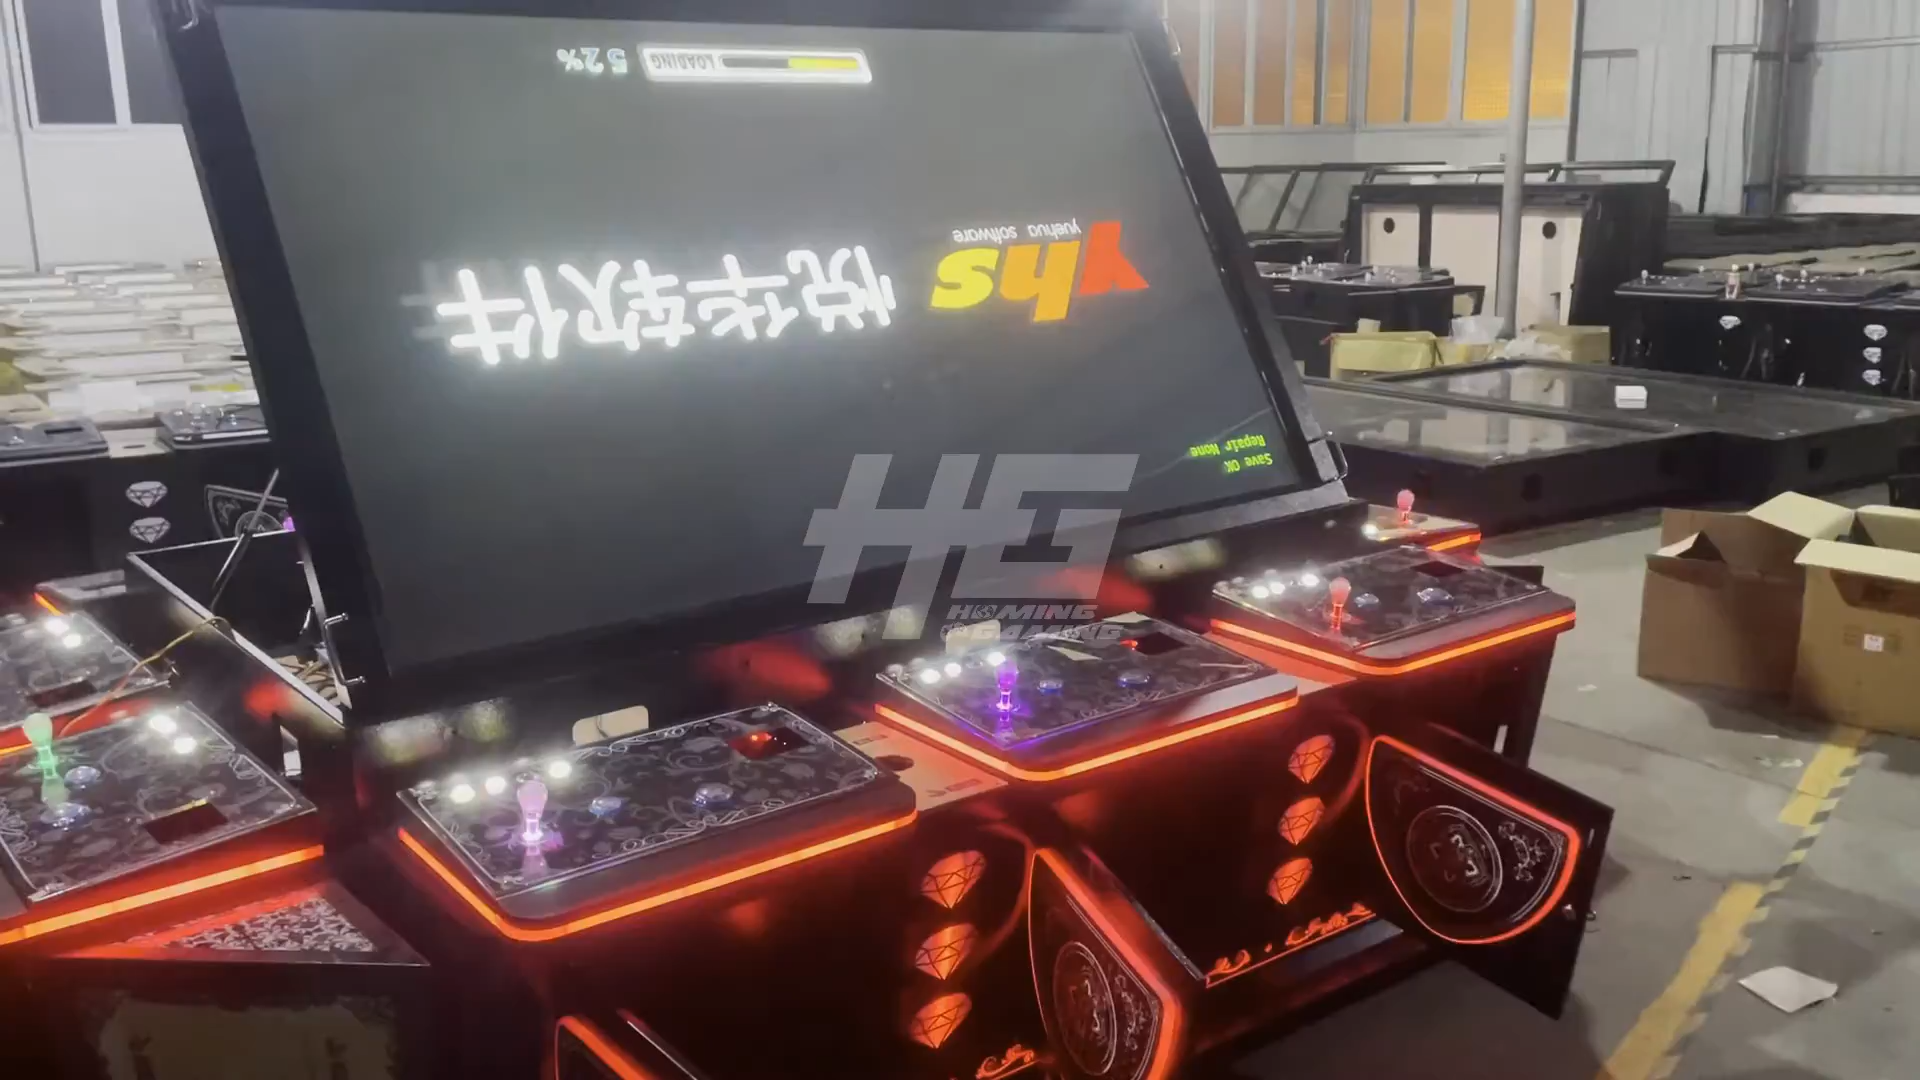 52%
LOADING
yhs
yuehua software
悦华软件
Save OK
Repair None
HG
HOMING
GAMING